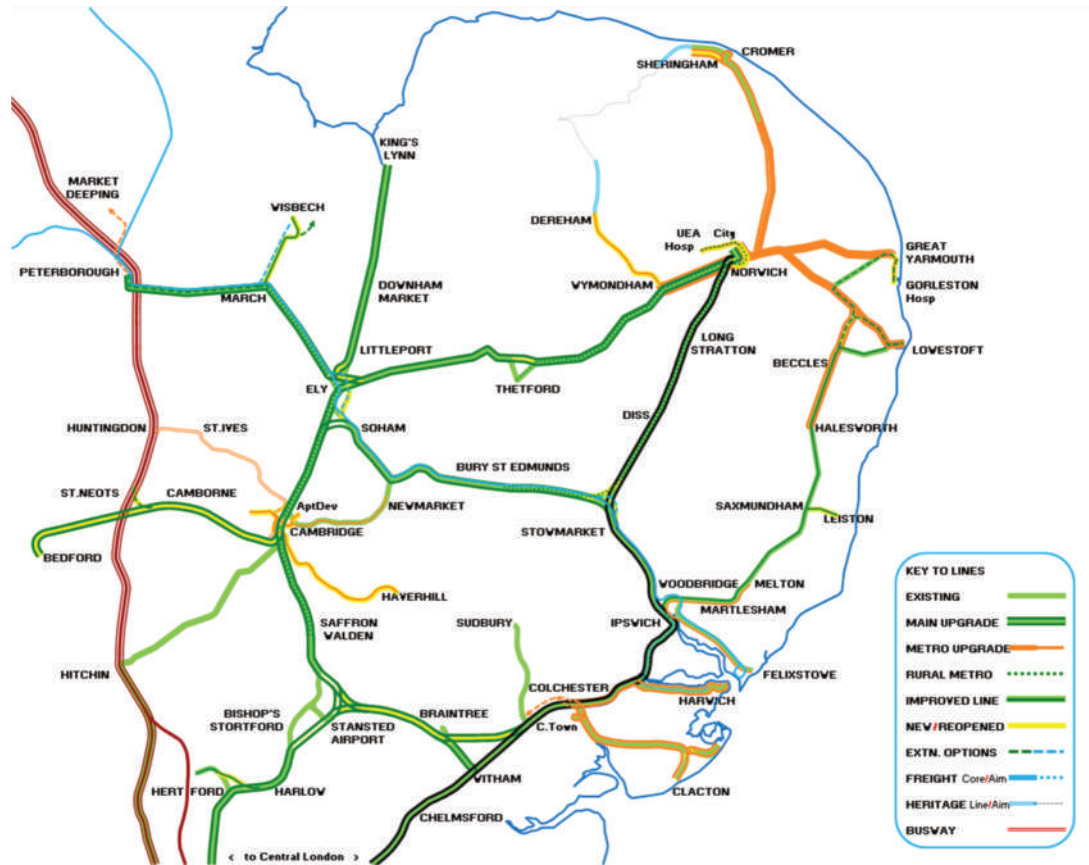 CROMER
SHERINGHAM
KING'S
LYNN
MARKET
DEEPING
WISBECH
DEREHAM
UEA City
Hosp
GREAT
YARMOUTH
PETERBOROUGH
NORWICH
WYMONDHAM
GORLESTON
Hosp
MARCH
DOWNHAM
MARKET
LONG
STRATTON
LITTLEPORT
LOWESTOFT
BECCLES
ELY
THETFORD
DISS
HUNTINGDON
ST.IVES
SOHAM
HALESWORTH
BURY ST EDMUNDS
ST.NEOTS
CAMBORNE
AptDev
NEWMARKET
SAXMUNDHAM
LEISTON
CAMBRIDGE
STOWMARKET
BEDFORD
WOODBRIDGE
MELTON
HAVERHILL
MARTLESHAM
SAFFRON
WALDEN
SUDBURY
IPSWICH
HITCHIN
FELIXSTOWE
COLCHESTER
HARWICH
BISHOP'S
STORTFORD
STANSTED
AIRPORT
BRAINTREE
C.Town
WITHAM
HERTFORD
HARLOW
CLACTON
CHELMSFORD
< to Central London >
KEY TO LINES
EXISTING
MAIN UPGRADE
METRO UPGRADE
RURAL METRO
IMPROVED LINE
NEW/REOPENED
EXTN. OPTIONS
FREIGHT Core/Aim
HERITAGE Line/Aim
BUSWAY